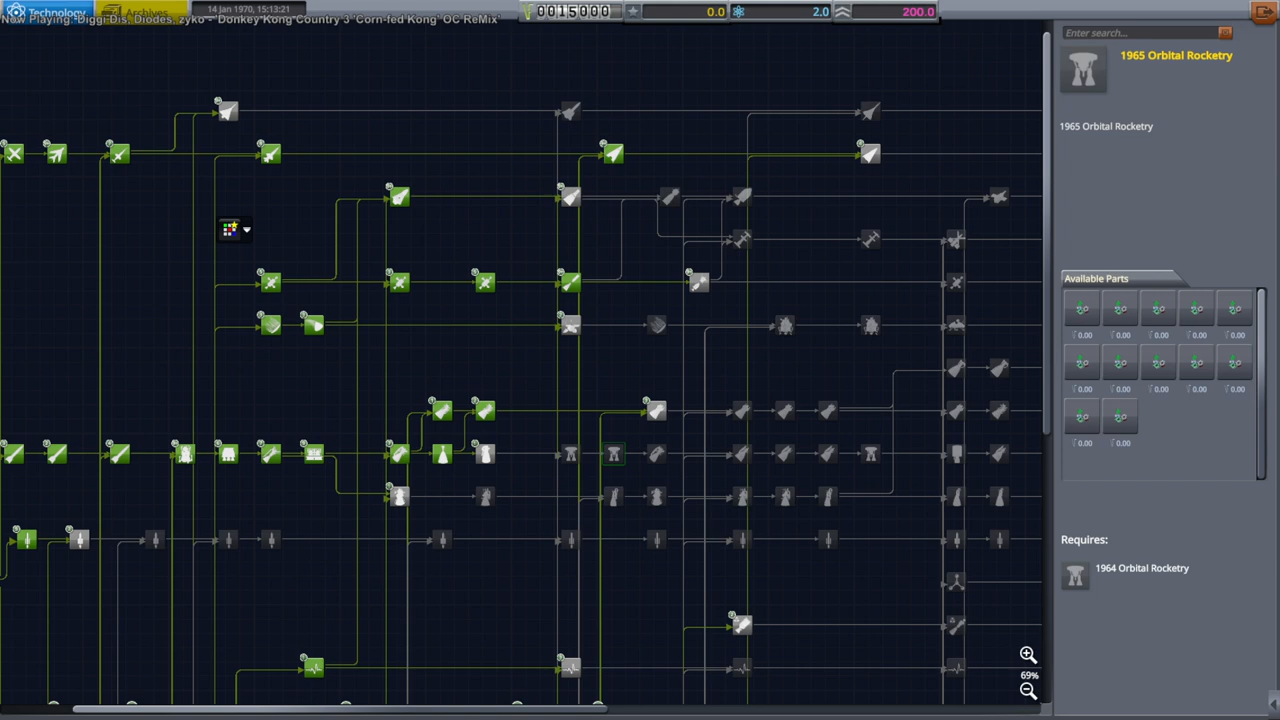 Technology
Archives
14 Jan 1970, 15:13:21
Now Playing: Diggi Dis, Diodes, zyko - 'Donkey Kong Country 3 'Corn-fed Kong' OC ReMix'
0015000
0.0
2.0
200.0
Enter search...
1965 Orbital Rocketry
1965 Orbital Rocketry
Available Parts
0.00 0.00 0.00 0.00 0.00
0.00 0.00 0.00 0.00 0.00
0.00 0.00
Requires:
1964 Orbital Rocketry
69%